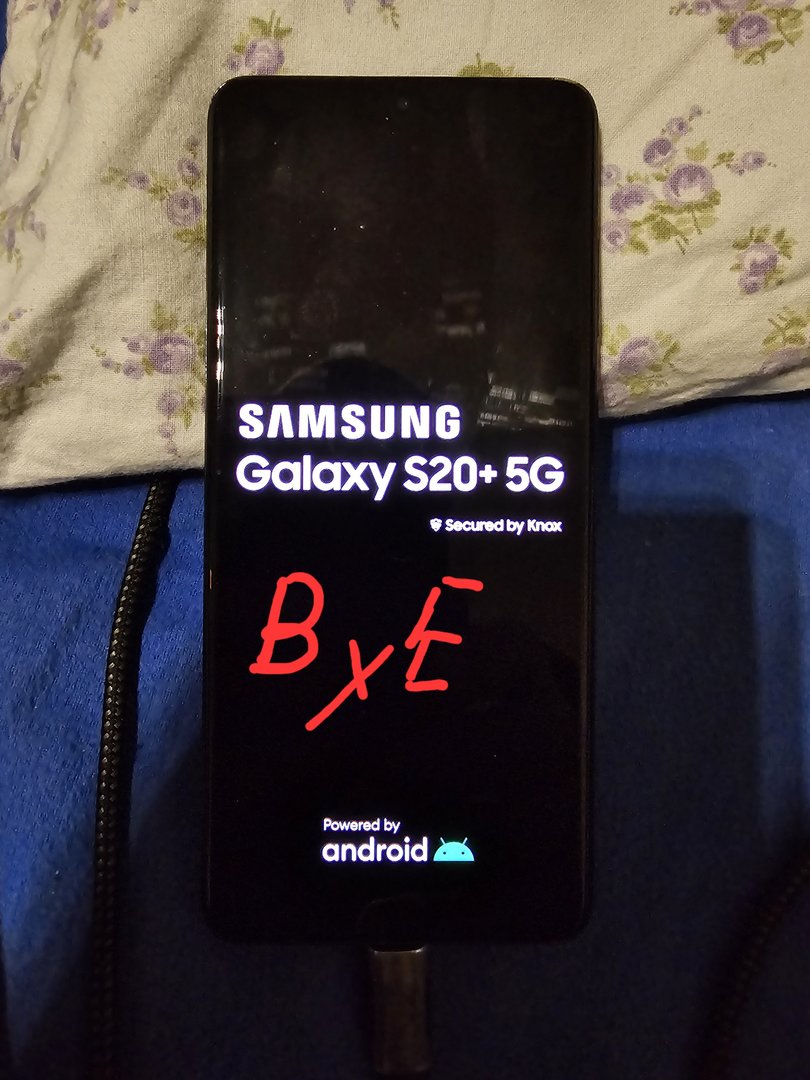 SAMSUNG
Galaxy S20+ 5G
Secured by Knox
BxE
Powered by
android